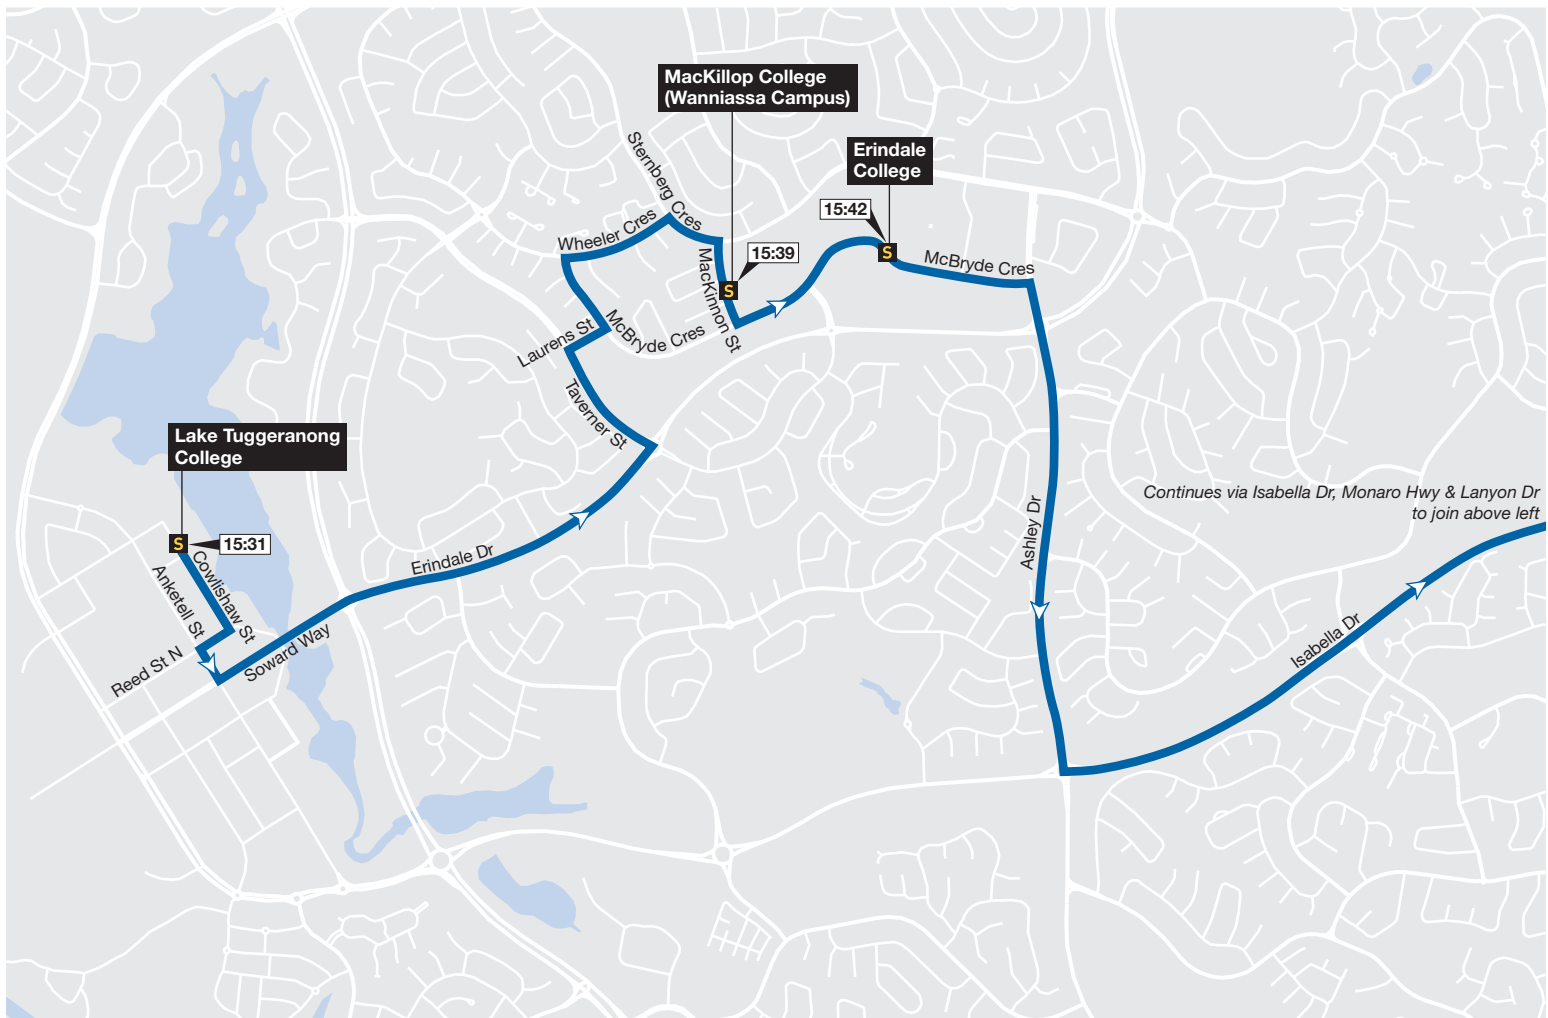 MacKillop College
(Wanniassa Campus)
Erindale
College
15:42
Sternberg Cres
Wheeler Cres
15:39
McBryde Cres
MacKinnon St
S
S
Laurens St
McBryde Cres
Taverner St
Lake Tuggeranong
College
Continues via Isabella Dr, Monaro Hwy & Lanyon Dr
to join above left
S
15:31
Ashley Dr
Erindale Dr
Cowlishaw St
Anketell St
Reed St N
Soward Way
Isabella Dr